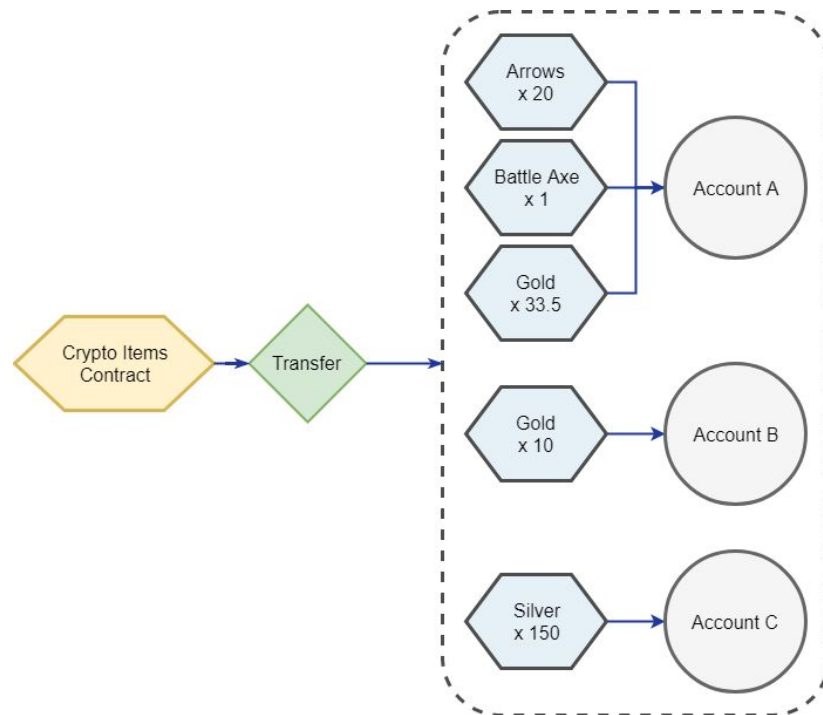 Crypto Items
Contract
Transfer
Arrows
x 20
Battle Axe
x 1
Gold
x 33.5
Account A
Gold
x 10
Account B
Silver
x 150
Account C